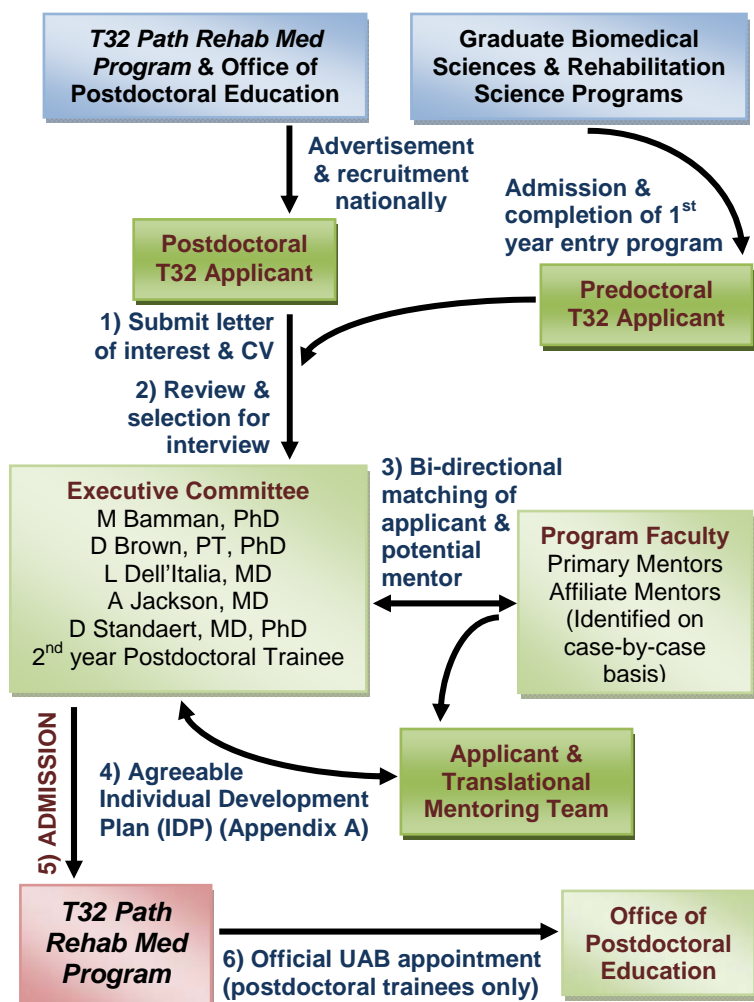 T32 Path Rehab Med
Program & Office of
Postdoctoral Education
Graduate Biomedical
Sciences & Rehabilitation
Science Programs
Advertisement
& recruitment
nationally
Admission &
completion of 1st
year entry program
Postdoctoral
T32 Applicant
Predoctoral
T32 Applicant
1) Submit letter
of interest & CV
2) Review &
selection for
interview
Executive Committee
M Bamman, PhD
D Brown, PT, PhD
L Dell’Italia, MD
A Jackson, MD
D Standaert, MD, PhD
2nd year Postdoctoral Trainee
3) Bi-directional
matching of
applicant &
potential
mentor
Program Faculty
Primary Mentors
Affiliate Mentors
(Identified on
case-by-case
basis)
4) Agreeable
Individual Development
Plan (IDP) (Appendix A)
Applicant &
Translational
Mentoring Team
5) ADMISSION
T32 Path
Rehab Med
Program
6) Official UAB appointment
(postdoctoral trainees only)
Office of
Postdoctoral
Education